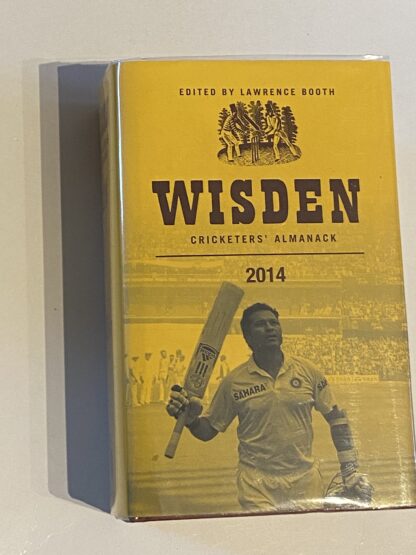 EDITED BY LAWRENCE BOOTH
WISDEN
CRICKETERS' ALMANACK
2014
SAHARA